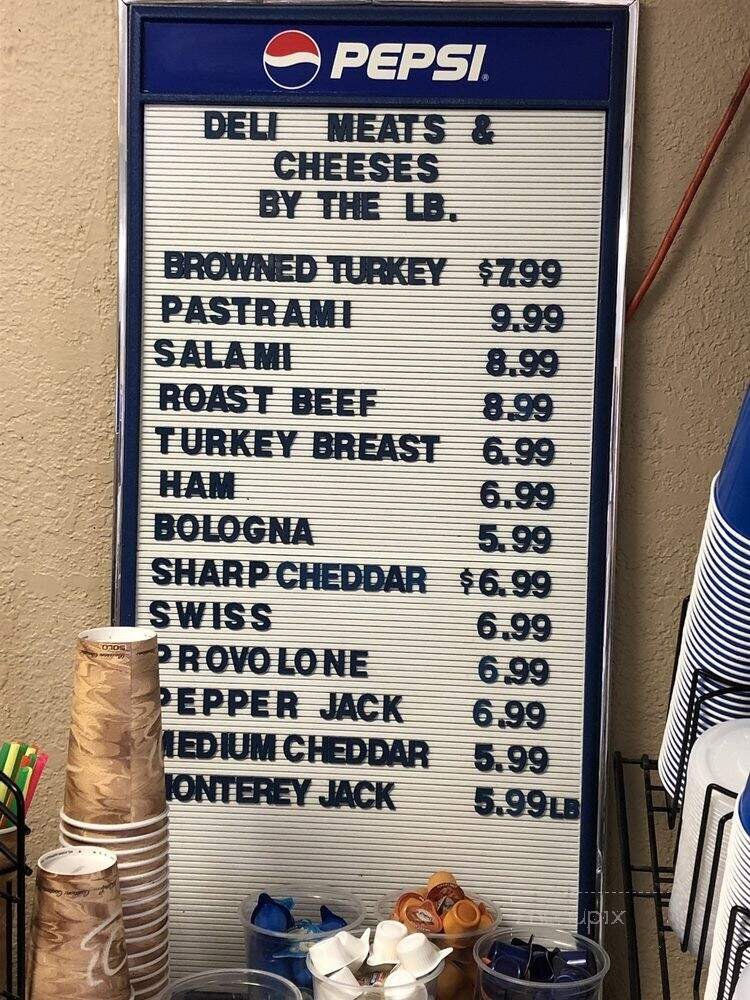 PEPSI
DELI MEATS &
CHEESES
BY THE LB.
BROWNED TURKEY $7.99
PASTRAMI 9.99
SALAMI 8.99
ROAST BEEF 8.99
TURKEY BREAST 6.99
HAM 6.99
BOLOGNA 5.99
SHARP CHEDDAR $6.99
SWISS 6.99
PROVOLONE 6.99
PEPPER JACK 6.99
MEDIUM CHEDDAR 5.99
MONTEREY JACK 5.99LB
SOLO